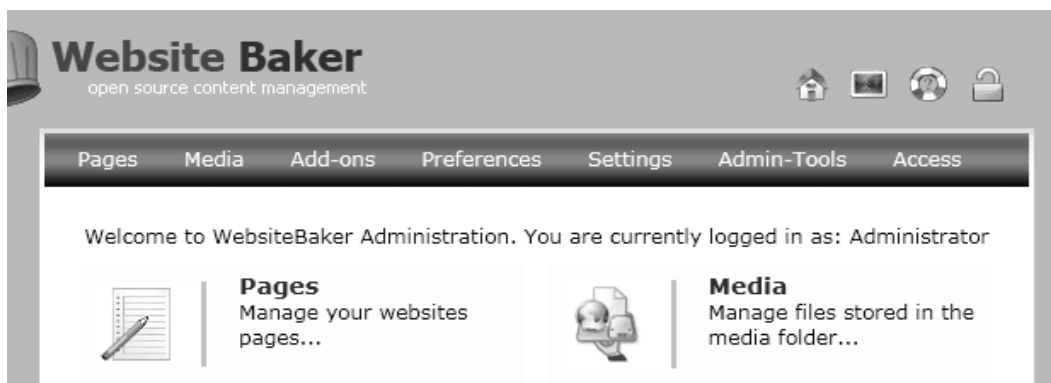 Website Baker
open source content management
Pages Media Add-ons Preferences Settings Admin-Tools Access
Welcome to WebsiteBaker Administration. You are currently logged in as: Administrator
Pages
Manage your websites
pages...
Media
Manage files stored in the
media folder...